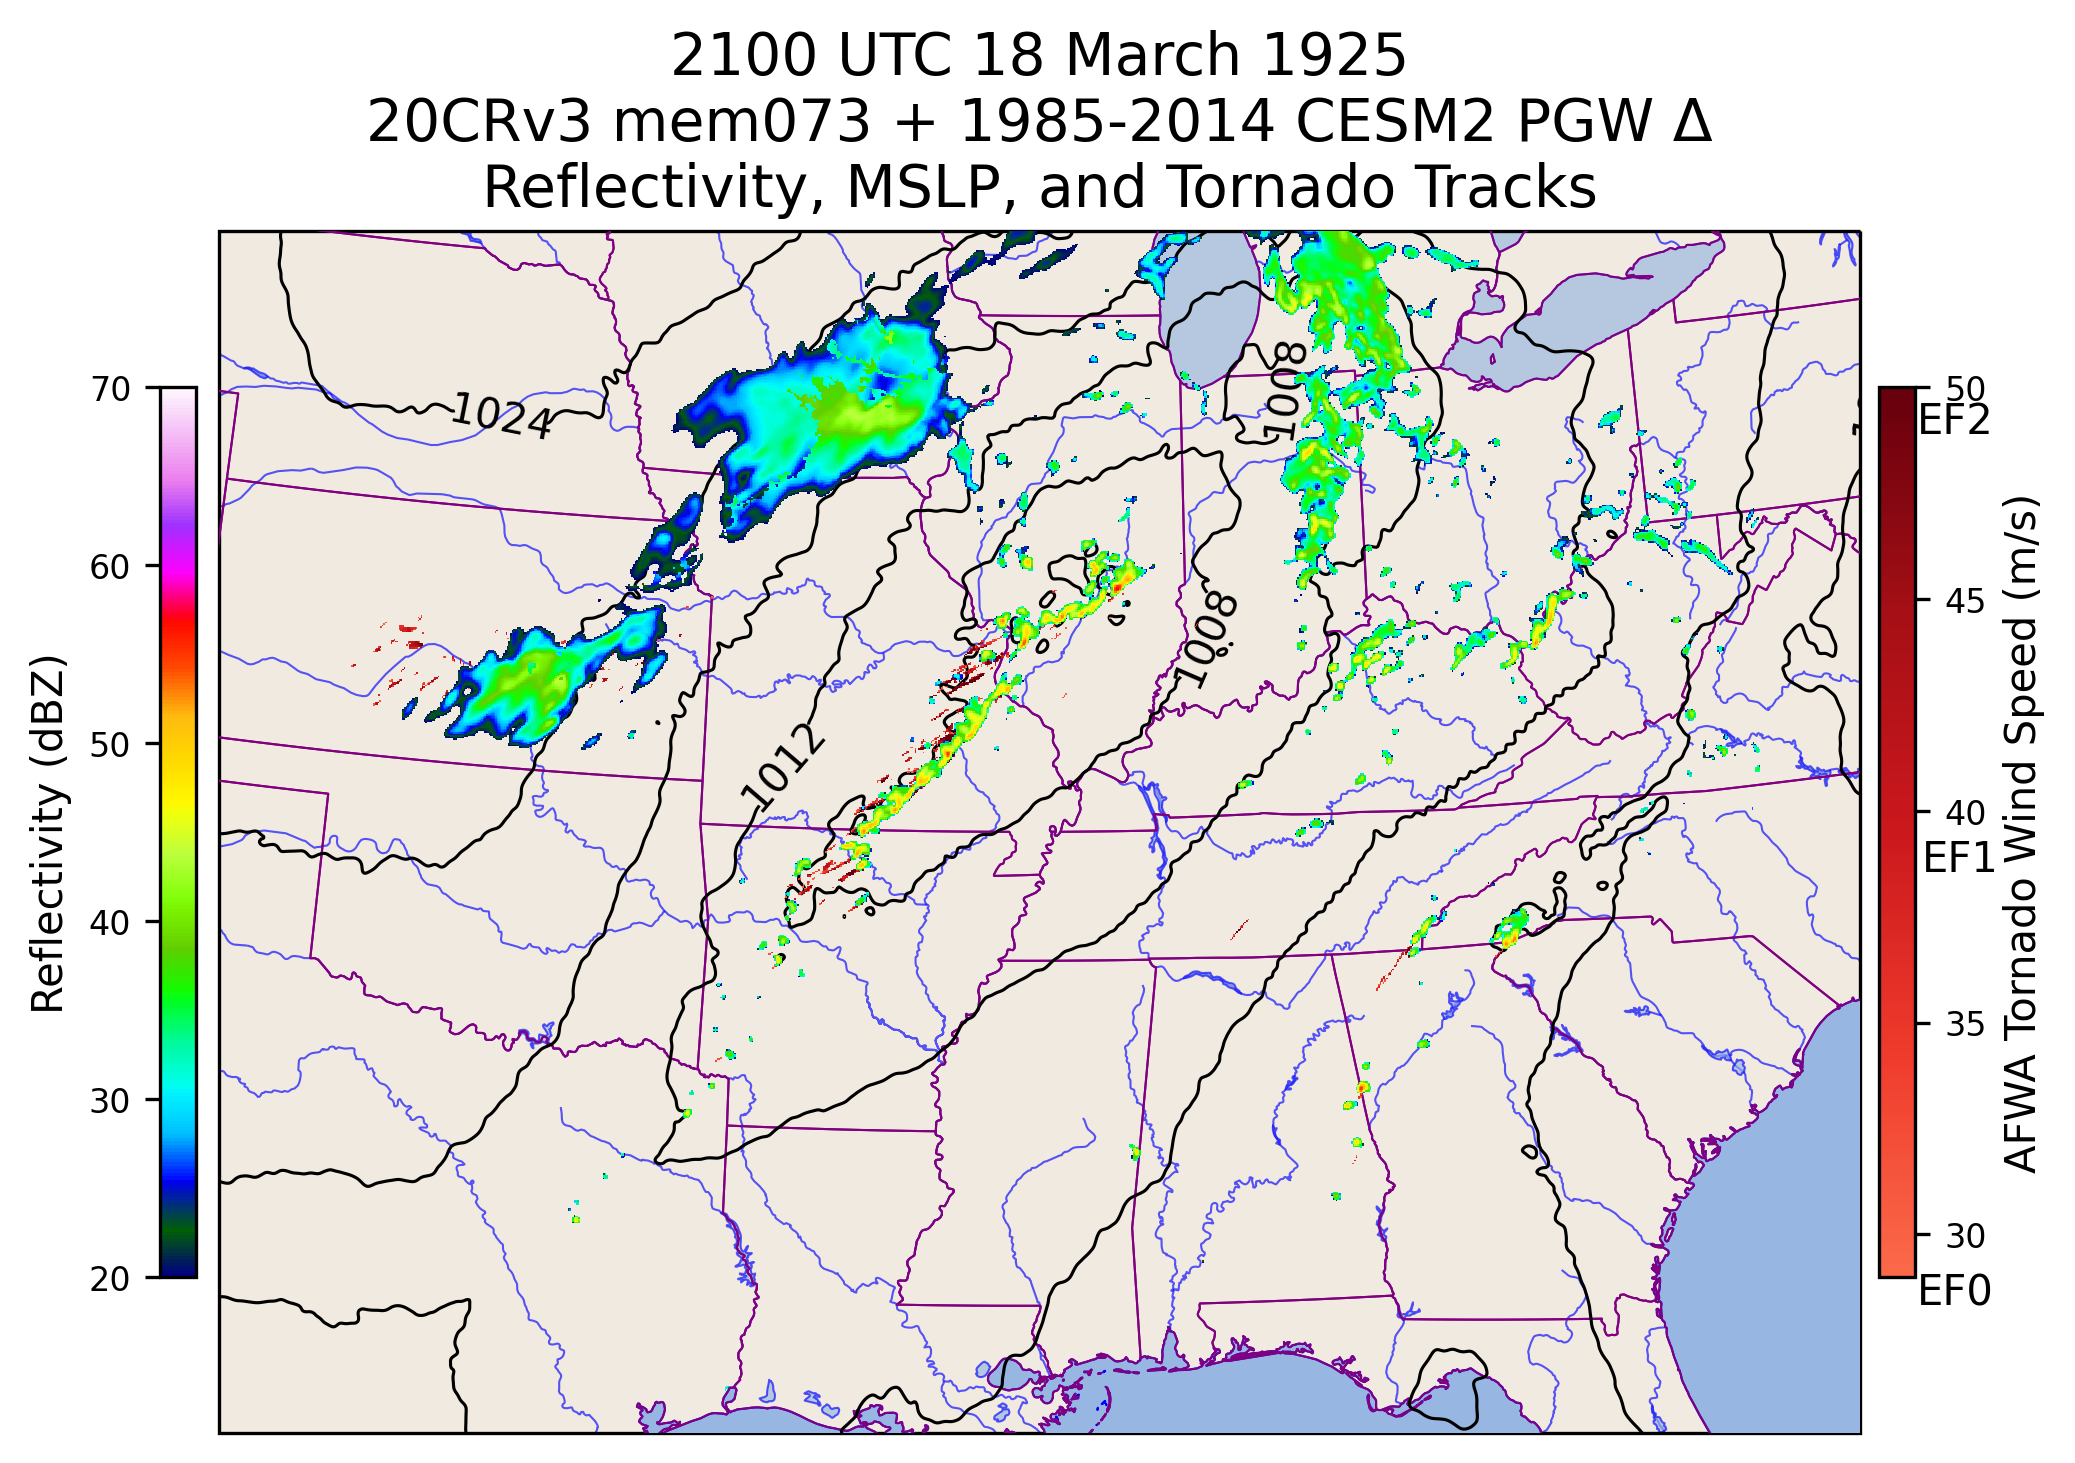 2100 UTC 18 March 1925
20CRv3 mem073 + 1985-2014 CESM2 PGW Δ
Reflectivity, MSLP, and Tornado Tracks
70
60
50
40
30
20
Reflectivity (dBZ)
1024
1008
1008
1012
50
EF2
45
40
EF1
35
30
EF0
AFWA Tornado Wind Speed (m/s)